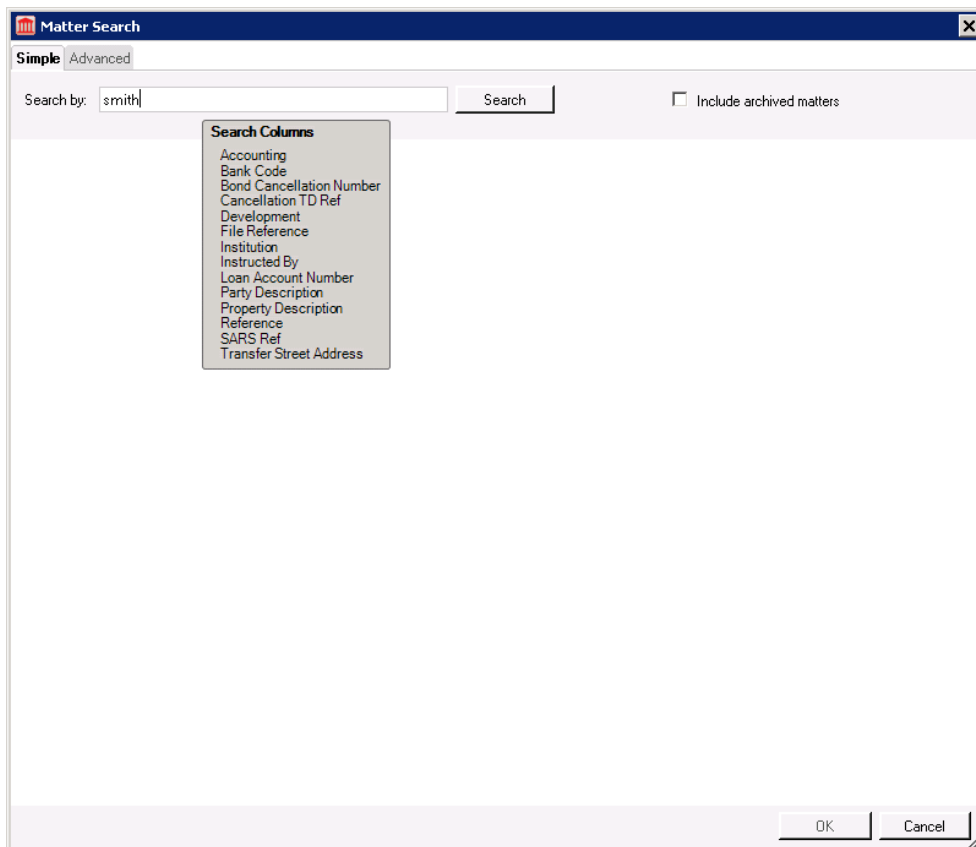 Matter Search
Simple Advanced
Search by: smith Search Include archived matters
Search Columns
Accounting
Bank Code
Bond Cancellation Number
Cancellation TD Ref
Development
File Reference
Institution
Instructed By
Loan Account Number
Party Description
Property Description
Reference
SARS Ref
Transfer Street Address
OK Cancel